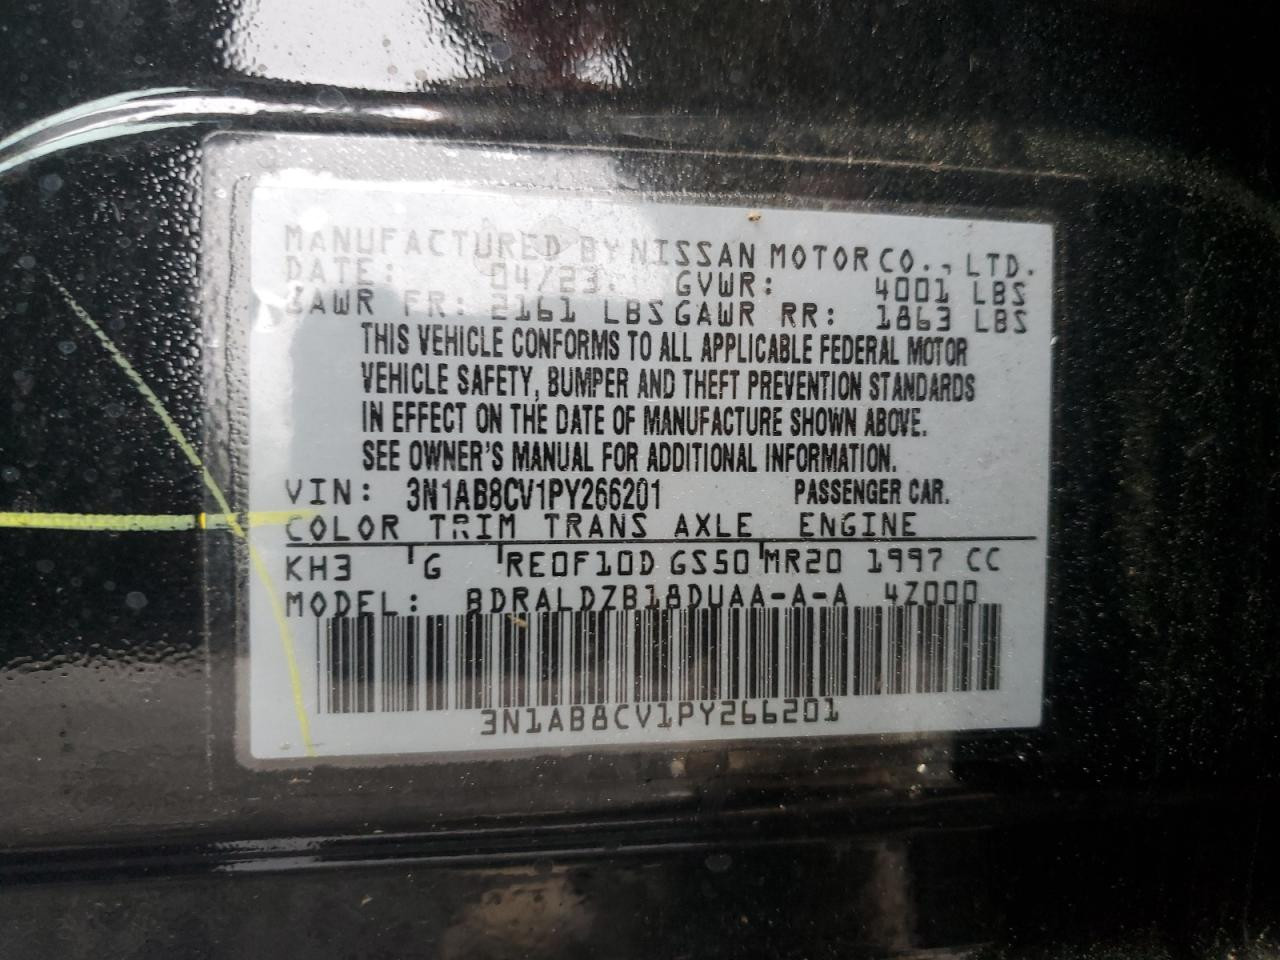 MANUFACTURED BY NISSAN MOTOR CO., LTD.
DATE: 04/23 GVWR: 4001 LBS
GAWR FR: 2161 LBS GAWR RR: 1863 LBS
THIS VEHICLE CONFORMS TO ALL APPLICABLE FEDERAL MOTOR
VEHICLE SAFETY, BUMPER AND THEFT PREVENTION STANDARDS
IN EFFECT ON THE DATE OF MANUFACTURE SHOWN ABOVE.
SEE OWNER'S MANUAL FOR ADDITIONAL INFORMATION.
VIN: 3N1AB8CV1PY266201 PASSENGER CAR.
COLOR TRIM TRANS AXLE ENGINE
KH3 G RE0F10D GS50 MR20 1997 CC
MODEL: BDRALDZB18DUAA-A-A 4Z000
3N1AB8CV1PY266201